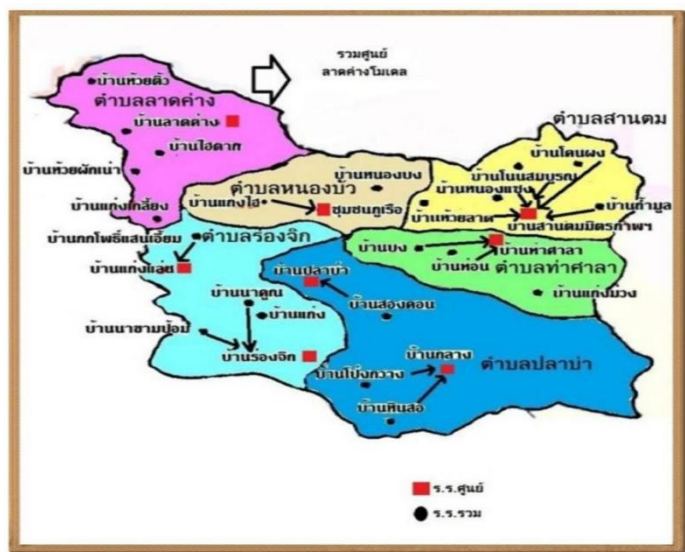 รวมศูนย์
ลาดค่างโมเดล
บ้านห้วยติ้ว
ตำบลลาดค่าง
บ้านลาดค่าง
บ้านไฮตาก
บ้านห้วยผักเน่า
บ้านแก่งเกลี้ยง
ตำบลสานตม
บ้านโคนผง
บ้านโนนสมบูรณ์
บ้านหนองแซง
บ้านห้วยลาด
บ้านถ้ำมูล
บ้านสานตมมิตรภาพฯ
บ้านหนองบง
ตำบลหนองบัว
บ้านแก่งไฮ
ชุมชนภูเรือ
บ้านกกโพธิ์แสนเอี้ยม
ตำบลร่องจิก
บ้านแก่งแล่น
บ้านนาคูณ
บ้านแก่ง
บ้านนาขามป้อม
บ้านร่องจิก
บ้านบง
บ้านท่าศาลา
บ้านห่อน
ตำบลท่าศาลา
บ้านแก่งม่วง
บ้านปลาบ่า
บ้านสองคอน
บ้านกลาง
ตำบลปลาบ่า
บ้านโป่งกวาง
บ้านหินสอ
ร.ร.ศูนย์
ร.ร.รวม